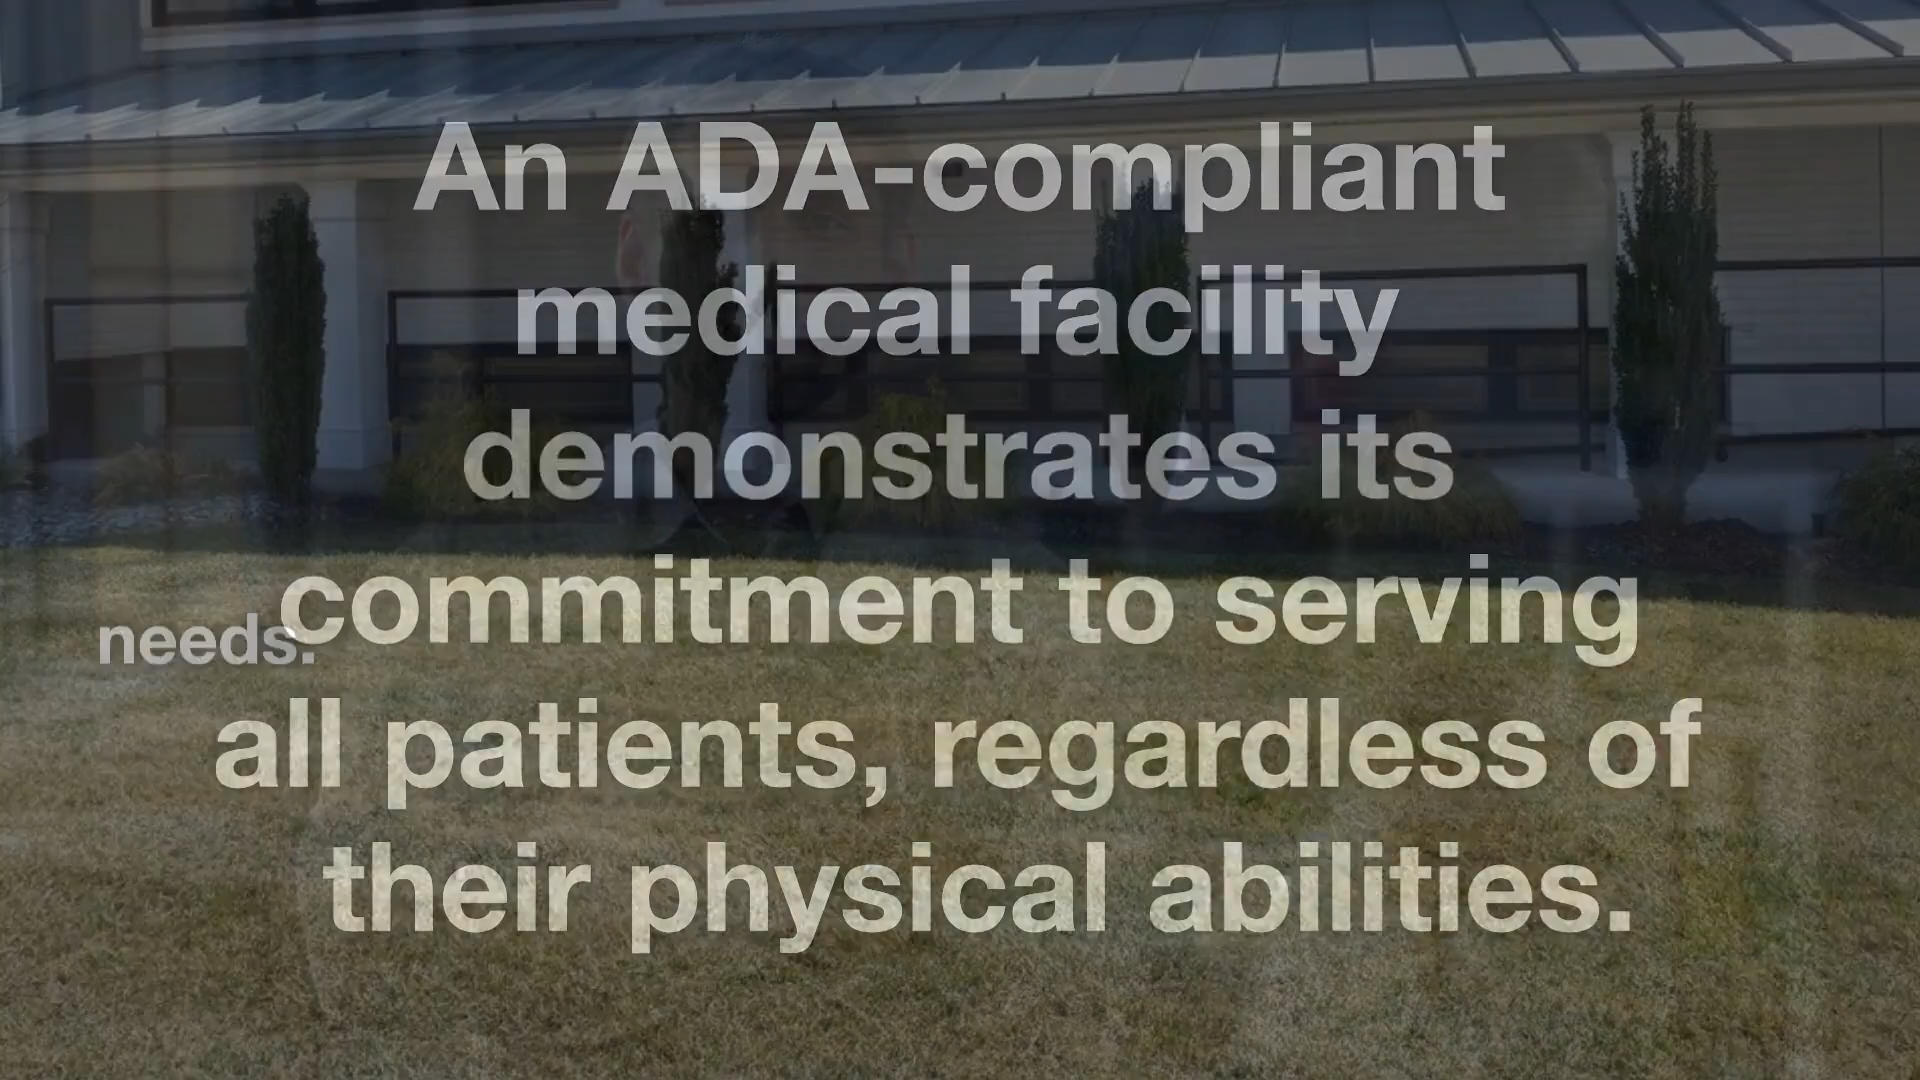 An ADA-compliant
medical facility
demonstrates its
commitment to serving
needs.
all patients, regardless of
their physical abilities.